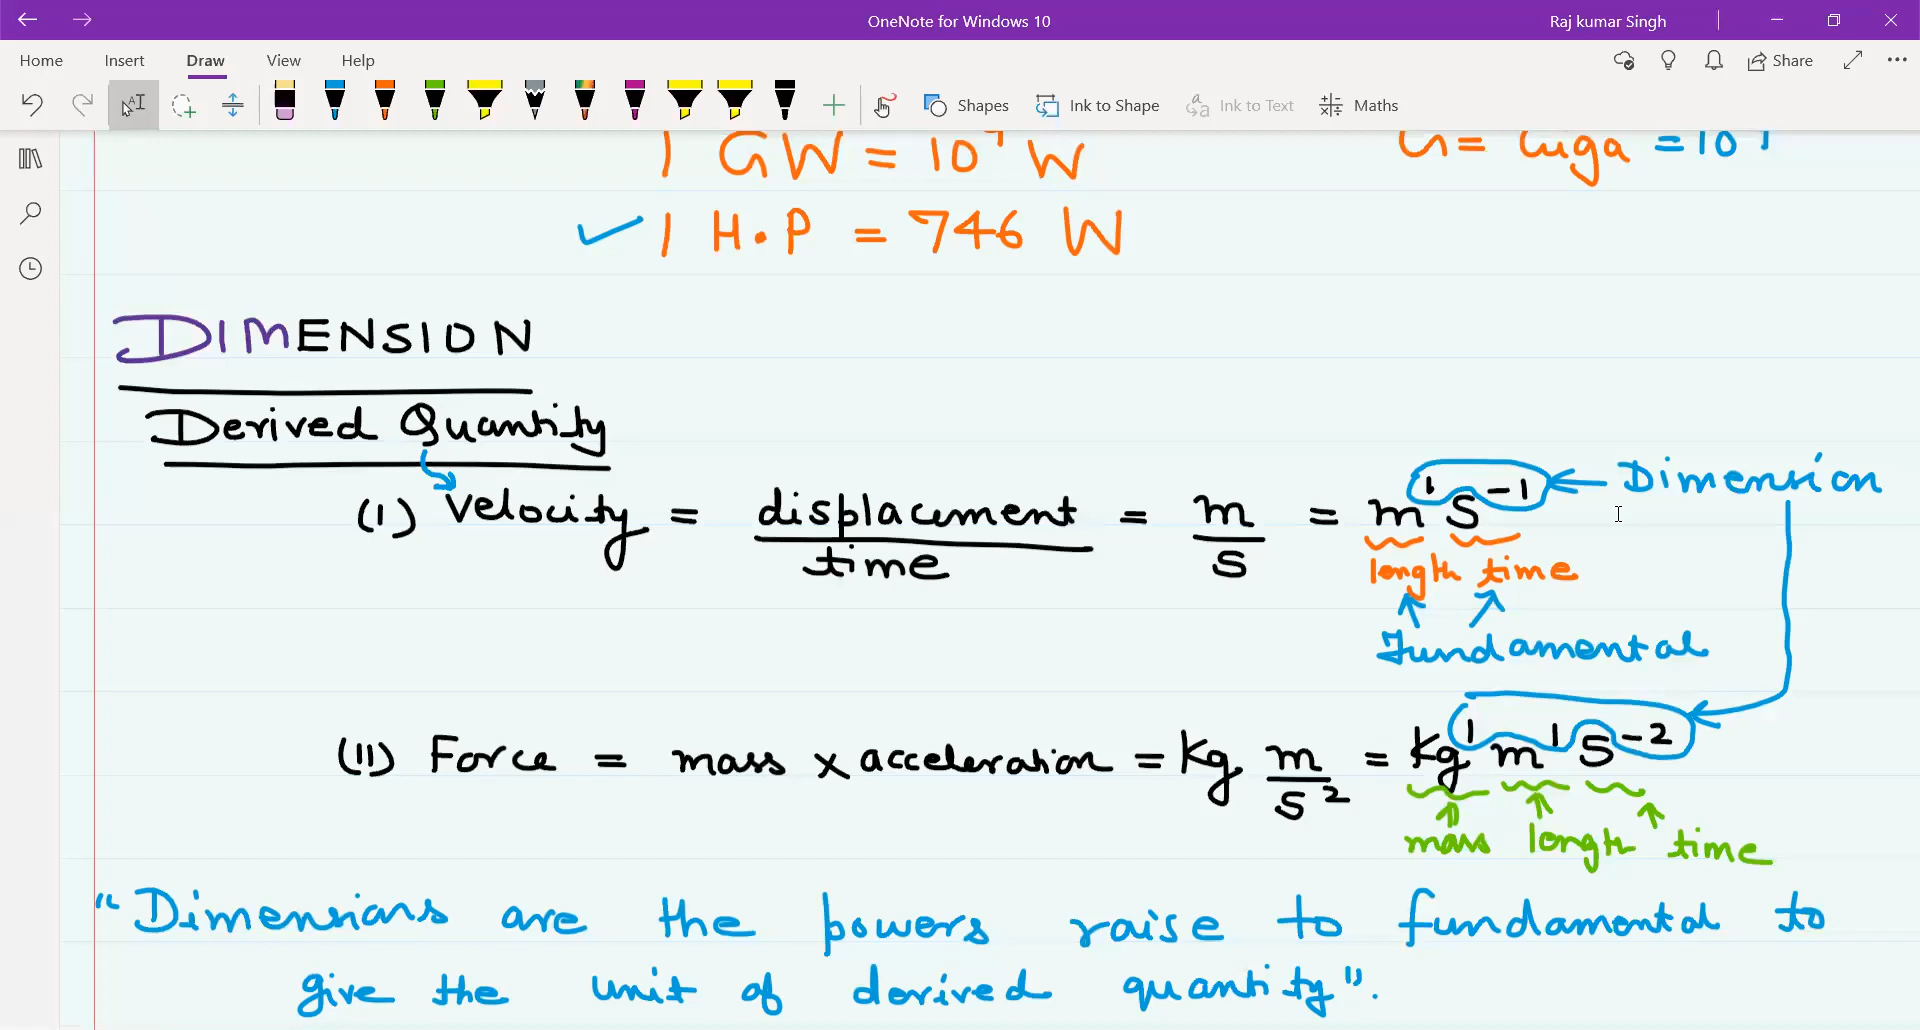 OneNote for Windows 10
Raj kumar Singh
Home Insert Draw View Help
Share
Shapes Ink to Shape Ink to Text Maths
1 GW = 10⁹ W
G = Giga = 10⁹
1 H.P = 746 W
DIMENSION
Derived Quantity
(I) Velocity = displacement/time = m/s = m¹ s⁻¹ ← Dimension
length time
Fundamental
(II) Force = mass x acceleration = Kg m/s² = Kg¹ m¹ s⁻²
mass length time
"Dimensions are the powers raise to fundamental to
give the unit of derived quantity".